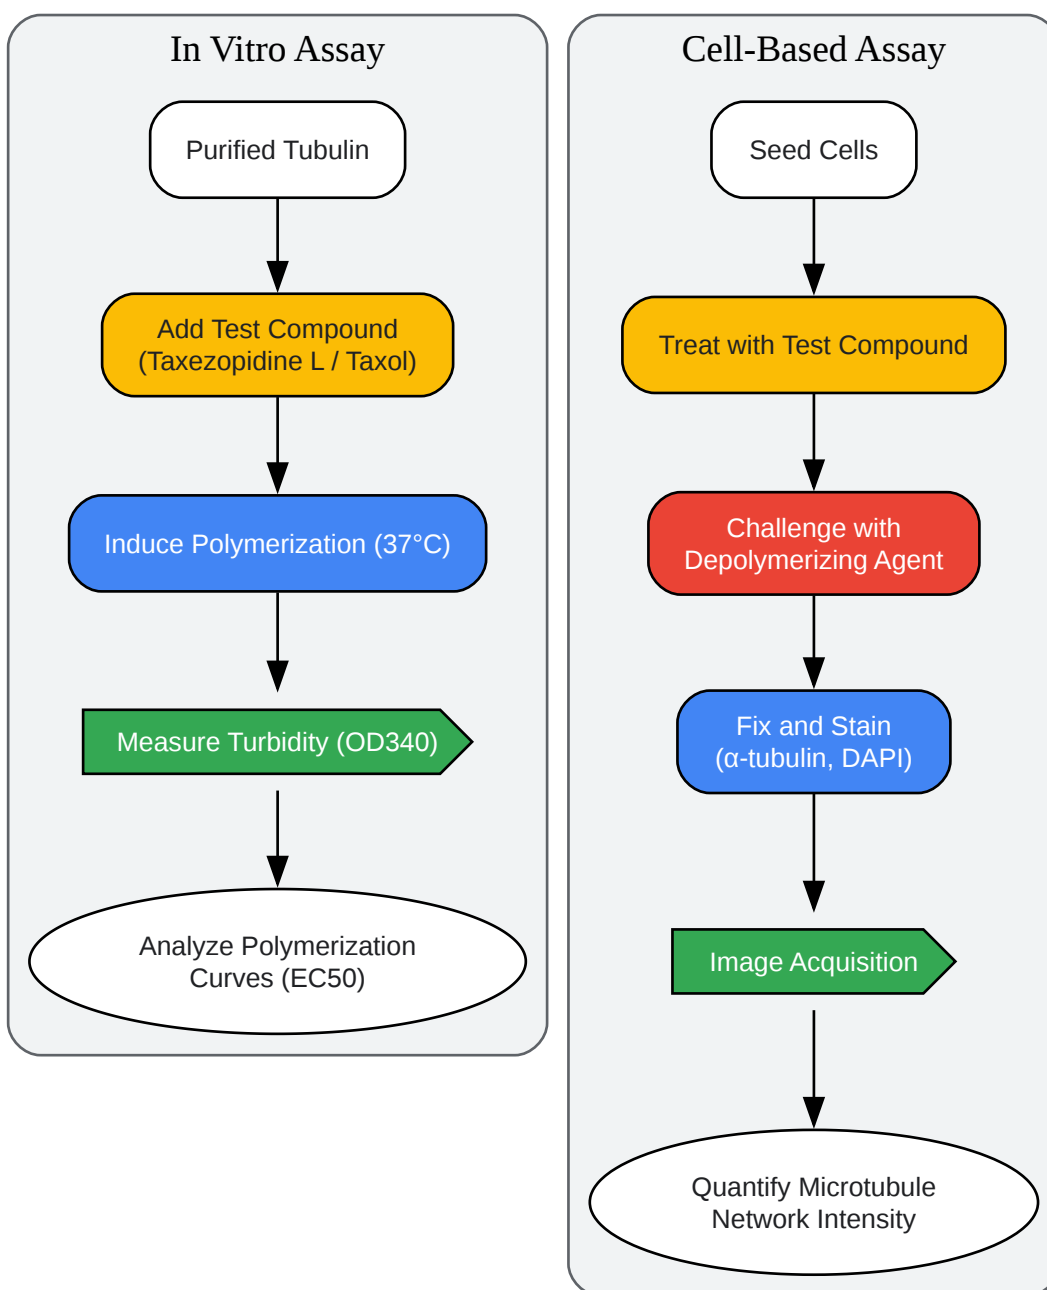 In Vitro Assay
Purified Tubulin
Add Test Compound
(Taxezopidine L / Taxol)
Induce Polymerization (37°C)
Measure Turbidity (OD340)
Analyze Polymerization
Curves (EC50)
Cell-Based Assay
Seed Cells
Treat with Test Compound
Challenge with
Depolymerizing Agent
Fix and Stain
(α-tubulin, DAPI)
Image Acquisition
Quantify Microtubule
Network Intensity